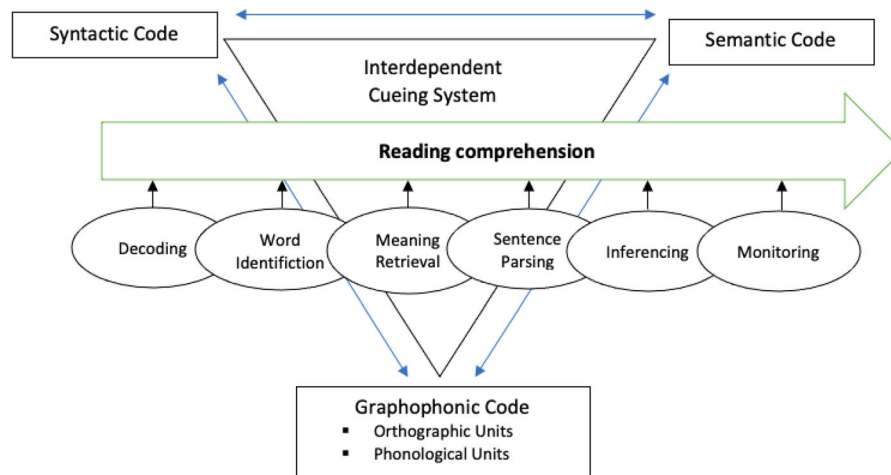 Syntactic Code
Semantic Code
Interdependent
Cueing System
Reading comprehension
Decoding
Word
Identifiction
Meaning
Retrieval
Sentence
Parsing
Inferencing
Monitoring
Graphophonic Code
▪ Orthographic Units
▪ Phonological Units